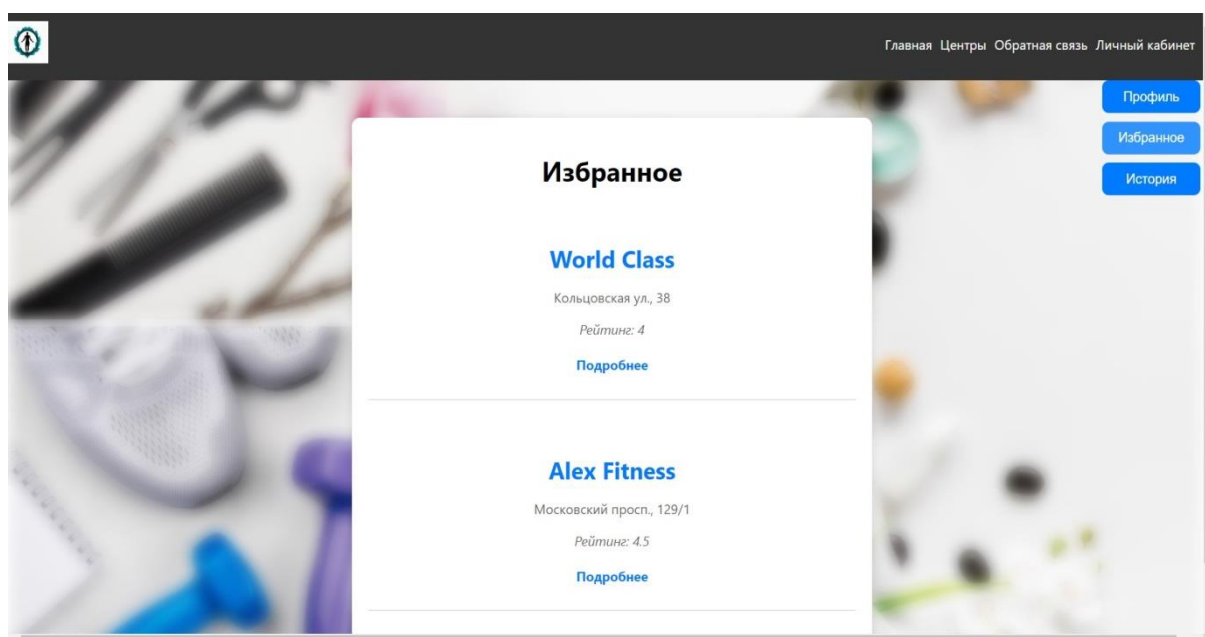 Главная Центры Обратная связь Личный кабинет
Профиль
Избранное
История
Избранное
World Class
Кольцовская ул., 38
Рейтинг: 4
Подробнее
Alex Fitness
Московский просп., 129/1
Рейтинг: 4.5
Подробнее